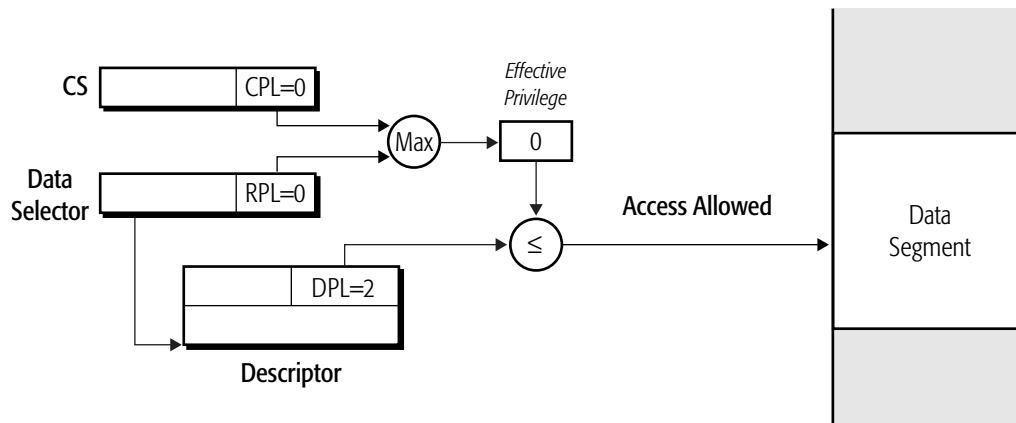 Effective
Privilege
CS
CPL=0
Max
0
Data
Selector
RPL=0
Access Allowed
Data
Segment
≤
DPL=2
Descriptor